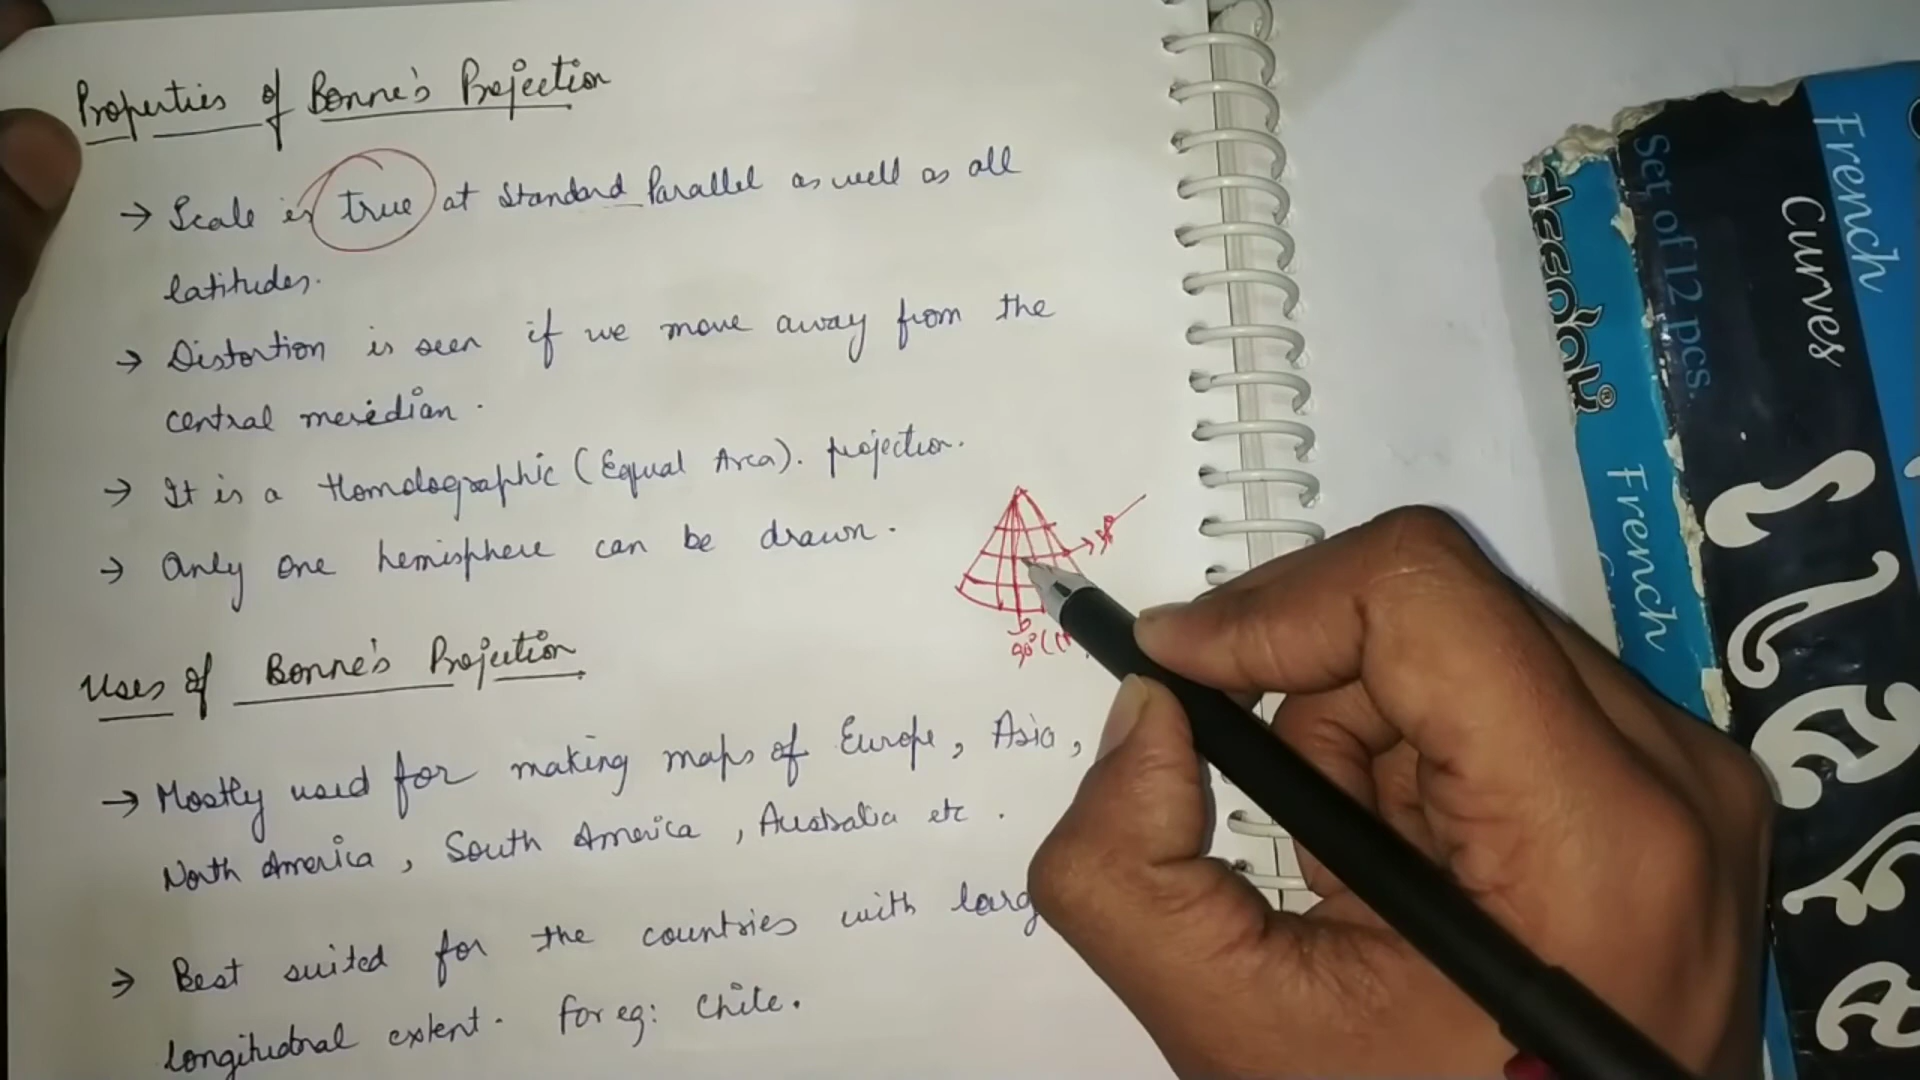 Properties of Bonne's Projection
→ Scale is true at Standard Parallel as well as all
latitudes.
→ Distortion is seen if we move away from the
central meridian.
→ It is a Homolographic (Equal Area). projection.
→ Only one hemisphere can be drawn.
90°
Uses of Bonne's Projection
→ Mostly used for making maps of Europe, Asia,
North America, South America, Australia etc.
→ Best suited for the countries with
longitudnal extent. For eg: Chile.
French
Curves
Set of 12 pcs.
French